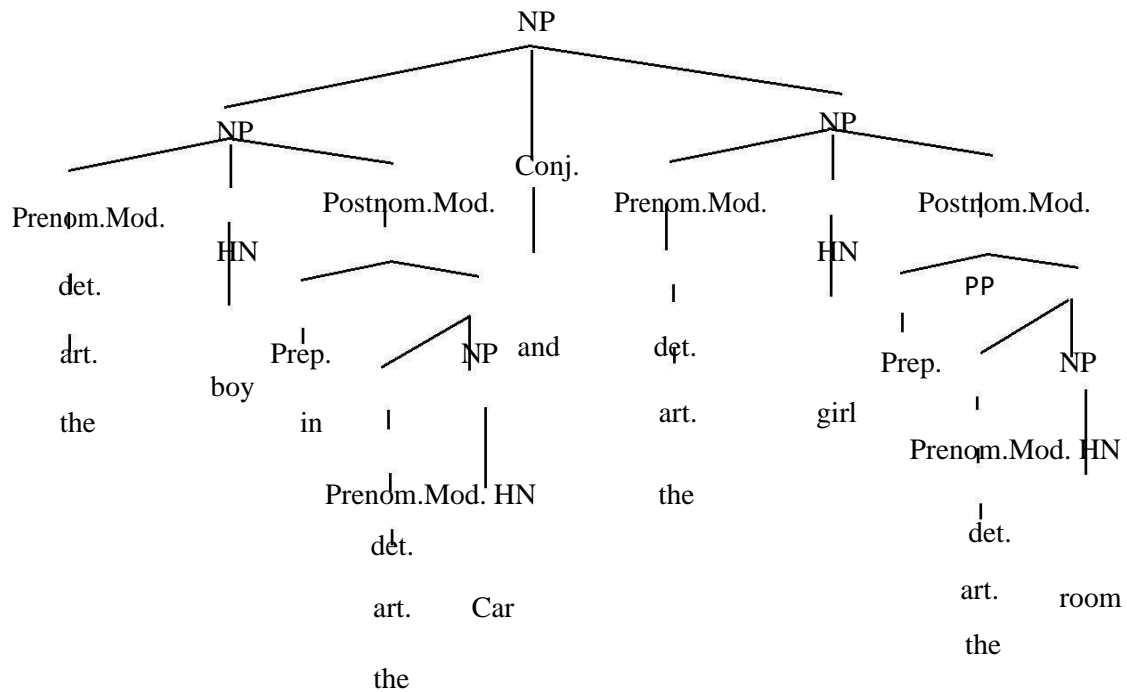 NP
NP NP
Conj.
Prenom.Mod. Postnom.Mod. Prenom.Mod. Postnom.Mod.
HN HN
det. PP
art. Prep. NP and det. Prep. NP
boy
the in art. girl
Prenom.Mod. HN
Prenom.Mod. HN the
det. det.
art. Car art. room
the
the